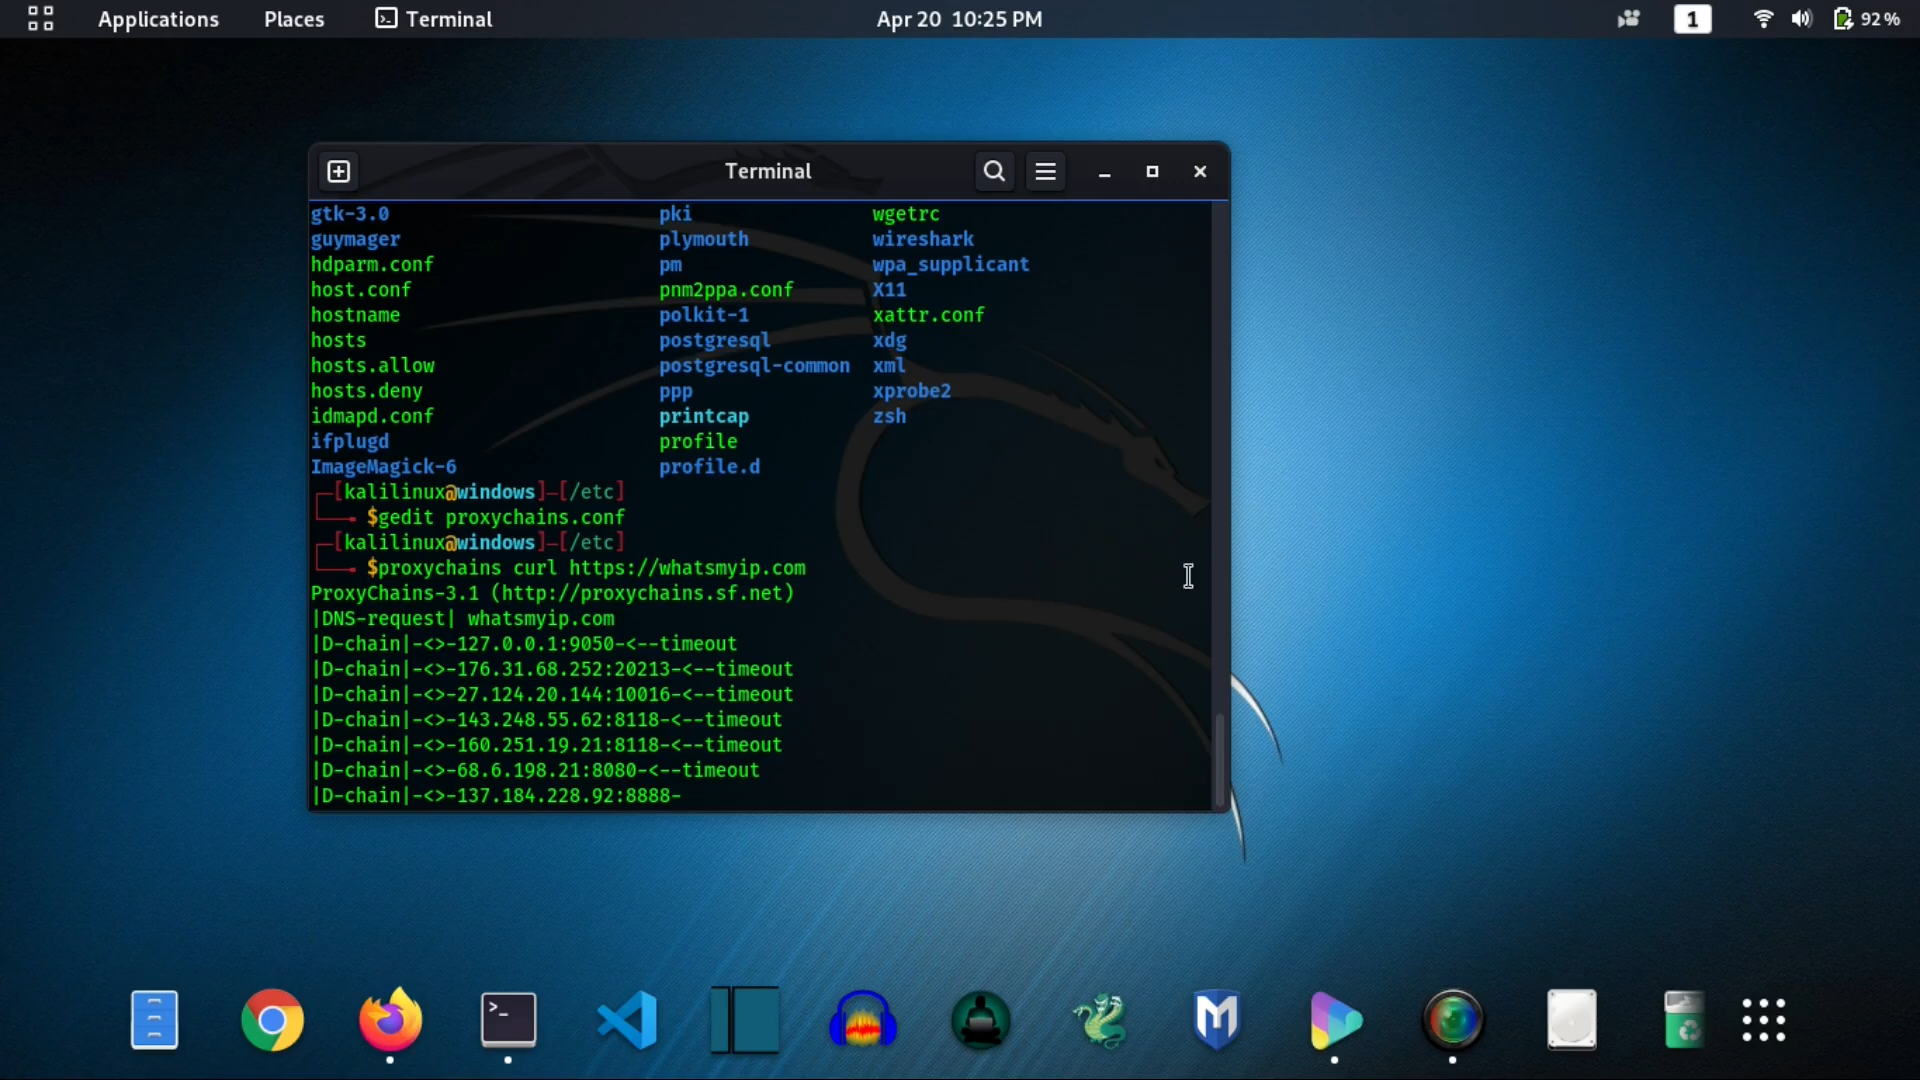 Applications Places Terminal Apr 20 10:25 PM 1 92%
Terminal
gtk-3.0 pki wgetrc
guymager plymouth wireshark
hdparm.conf pm wpa_supplicant
host.conf pnm2ppa.conf X11
hostname polkit-1 xattr.conf
hosts postgresql xdg
hosts.allow postgresql-common xml
hosts.deny ppp xprobe2
idmapd.conf printcap zsh
ifplugd profile
ImageMagick-6 profile.d
┌─[kalilinux@windows]─[/etc]
└──╼ $gedit proxychains.conf
┌─[kalilinux@windows]─[/etc]
└──╼ $proxychains curl https://whatsmyip.com
ProxyChains-3.1 (http://proxychains.sf.net)
|DNS-request| whatsmyip.com
|D-chain|-<>-127.0.0.1:9050-<--timeout
|D-chain|-<>-176.31.68.252:20213-<--timeout
|D-chain|-<>-27.124.20.144:10016-<--timeout
|D-chain|-<>-143.248.55.62:8118-<--timeout
|D-chain|-<>-160.251.19.21:8118-<--timeout
|D-chain|-<>-68.6.198.21:8080-<--timeout
|D-chain|-<>-137.184.228.92:8888-